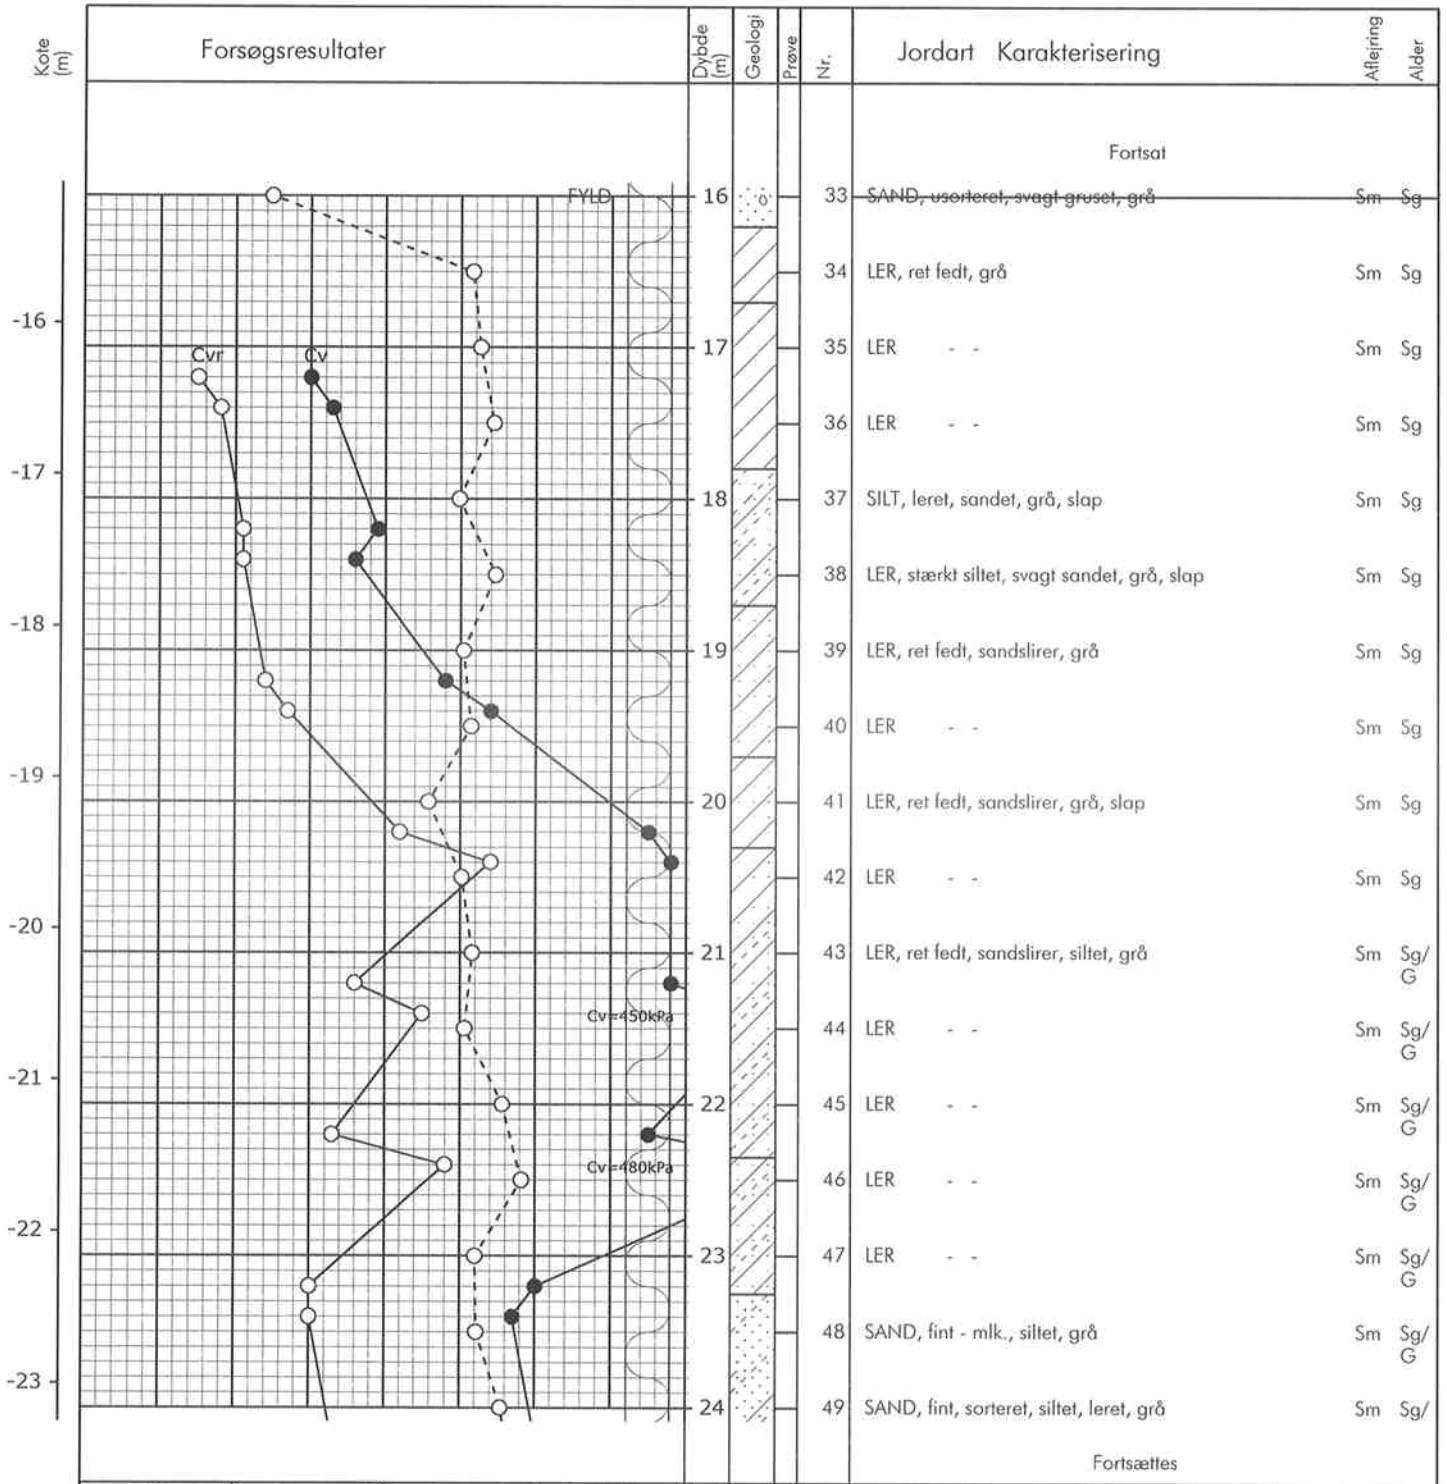 Kote (m)
Forsøgsresultater
Dybde (m)
Geologi
Prøve
Nr.
Jordart Karakterisering
Aflejring
Alder
Fortsat
FYLD 16 33 SAND, usorteret, svagt gruset, grå Sm Sg
34 LER, ret fedt, grå Sm Sg
-16
17 35 LER - - Sm Sg
Cvr Cv
36 LER - - Sm Sg
-17
18 37 SILT, leret, sandet, grå, slap Sm Sg
38 LER, stærkt siltet, svagt sandet, grå, slap Sm Sg
-18
19 39 LER, ret fedt, sandslirer, grå Sm Sg
40 LER - - Sm Sg
-19
20 41 LER, ret fedt, sandslirer, grå, slap Sm Sg
42 LER - - Sm Sg
-20
21 43 LER, ret fedt, sandslirer, siltet, grå Sm Sg/
G
Cv=450kPa
44 LER - - Sm Sg/
G
-21
22 45 LER - - Sm Sg/
G
Cv=480kPa
46 LER - - Sm Sg/
G
-22
23 47 LER - - Sm Sg/
G
48 SAND, fint - mlk., siltet, grå Sm Sg/
G
-23
24 49 SAND, fint, sorteret, siltet, leret, grå Sm Sg/
Fortsættes